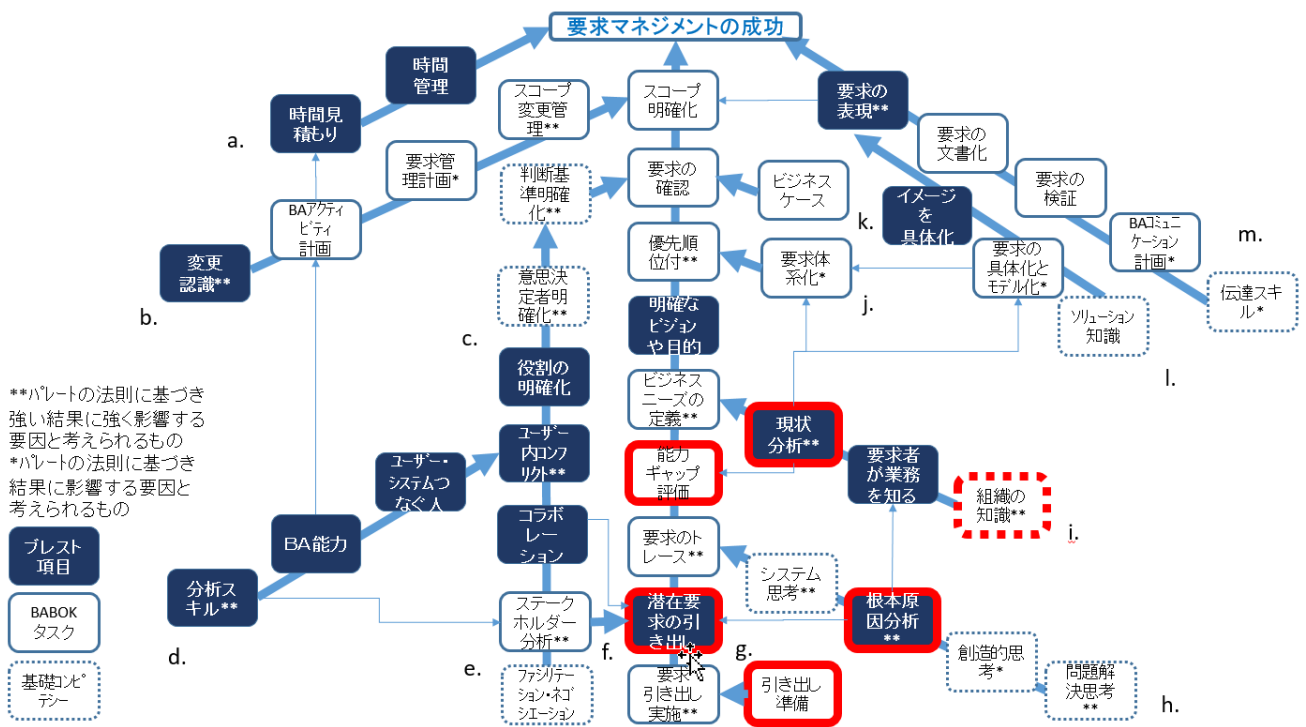 要求マネジメントの成功
時間
管理
時間見
積もり
a.
スコープ
変更管
理**
スコープ
明確化
要求の
表現**
要求の
文書化
要求管
理計画*
判断基
準明確
化**
要求の
確認
ビジネス
ケース
k.
イメージ
を
具体化
要求の
検証
BAコミュニ
ケーション
計画*
m.
BAアクティ
ビティ
計画
変更
認識**
b.
意思決
定者明
確化**
c.
優先順
位付**
要求体
系化*
j.
要求の
具体化と
モデル化*
ソリューション
知識
伝達スキ
ル*
l.
明確な
ビジョン
や目的
役割の
明確化
ビジネス
ニーズの
定義**
現状
分析**
**パレートの法則に基づき
強い結果に強く影響する
要因と考えられるもの
*パレートの法則に基づき
結果に影響する要因と
考えられるもの
ユーザー・
システムつ
なぐ人
ユーザー
内コンフ
リクト**
能力
ギャップ
評価
要求者
が業務
を知る
組織の
知識**
i.
ブレスト
項目
BABOK
タスク
基礎コンピ
テシー
BA能力
分析ス
キル**
d.
コラボ
レー
ション
要求のト
レース**
システム
思考**
ステーク
ホルダー
分析**
e.
f.
潜在要
求の引
き出し
g.
根本原
因分析
**
創造的思
考*
問題解
決思考
**
h.
ファシリテー
ション・ネゴ
シエーション
要求
引き出し
実施**
引き出し
準備